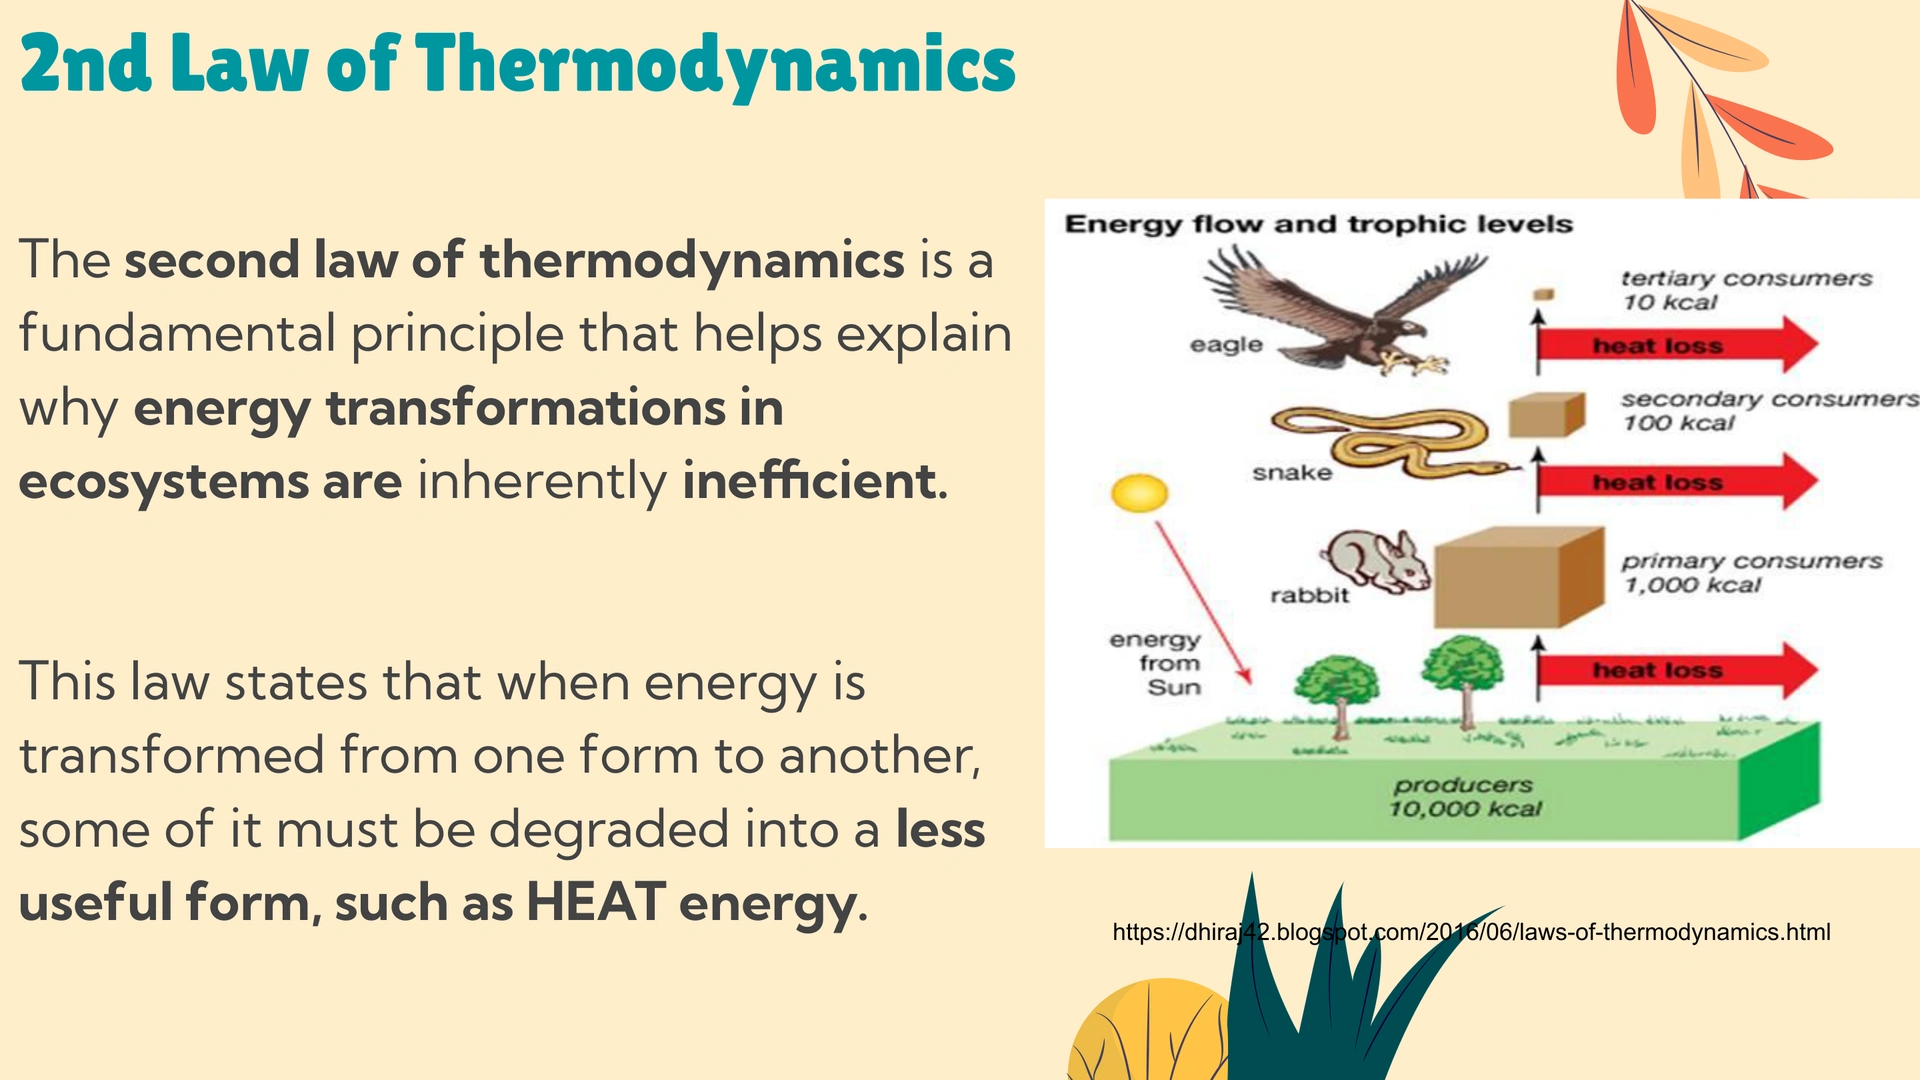 2nd Law of Thermodynamics
The second law of thermodynamics is a
fundamental principle that helps explain
why energy transformations in
ecosystems are inherently inefficient.
This law states that when energy is
transformed from one form to another,
some of it must be degraded into a less
useful form, such as HEAT energy.
Energy flow and trophic levels
tertiary consumers
10 kcal
eagle
heat loss
secondary consumers
100 kcal
snake
heat loss
primary consumers
1,000 kcal
rabbit
energy
from
Sun
heat loss
producers
10,000 kcal
https://dhiraj42.blogspot.com/2016/06/laws-of-thermodynamics.html